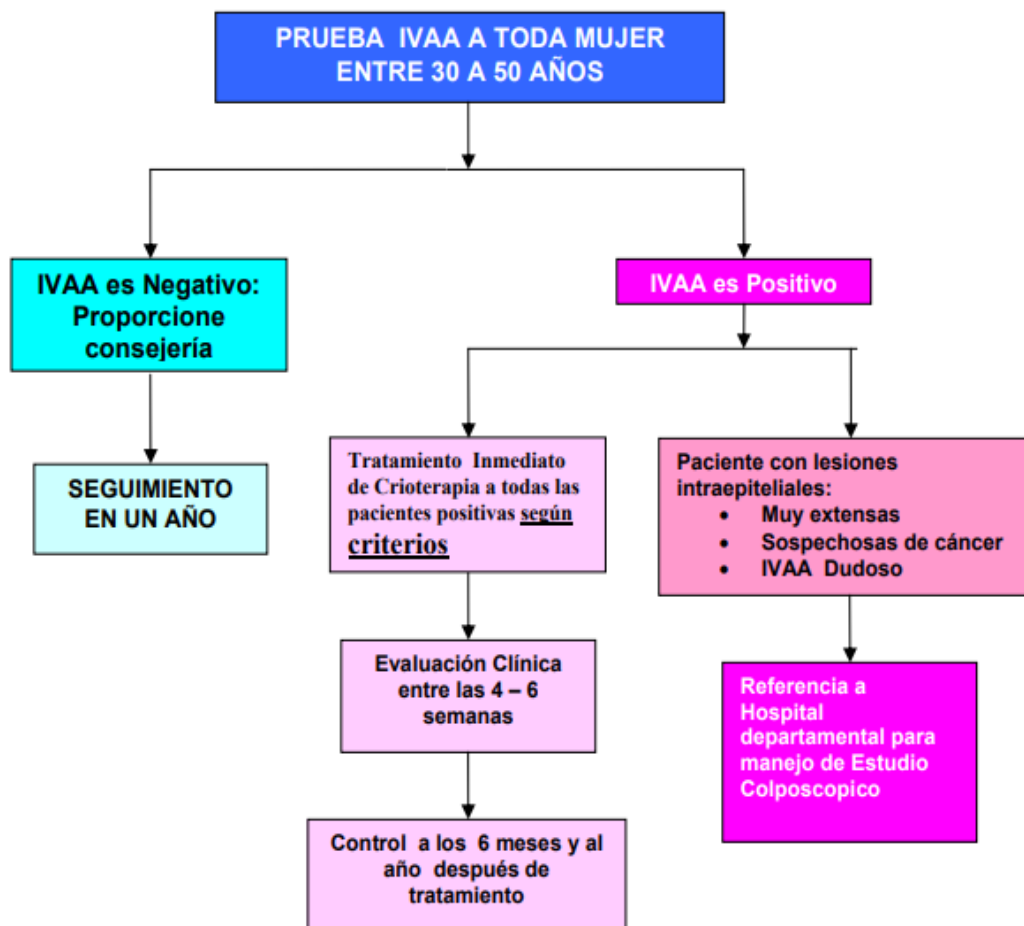 PRUEBA IVAA A TODA MUJER
ENTRE 30 A 50 AÑOS
IVAA es Negativo:
Proporcione
consejería
IVAA es Positivo
SEGUIMIENTO
EN UN AÑO
Tratamiento Inmediato
de Crioterapia a todas las
pacientes positivas según
criterios
Paciente con lesiones
intraepiteliales:
• Muy extensas
• Sospechosas de cáncer
• IVAA Dudoso
Evaluación Clínica
entre las 4 – 6
semanas
Referencia a
Hospital
departamental para
manejo de Estudio
Colposcopico
Control a los 6 meses y al
año después de
tratamiento